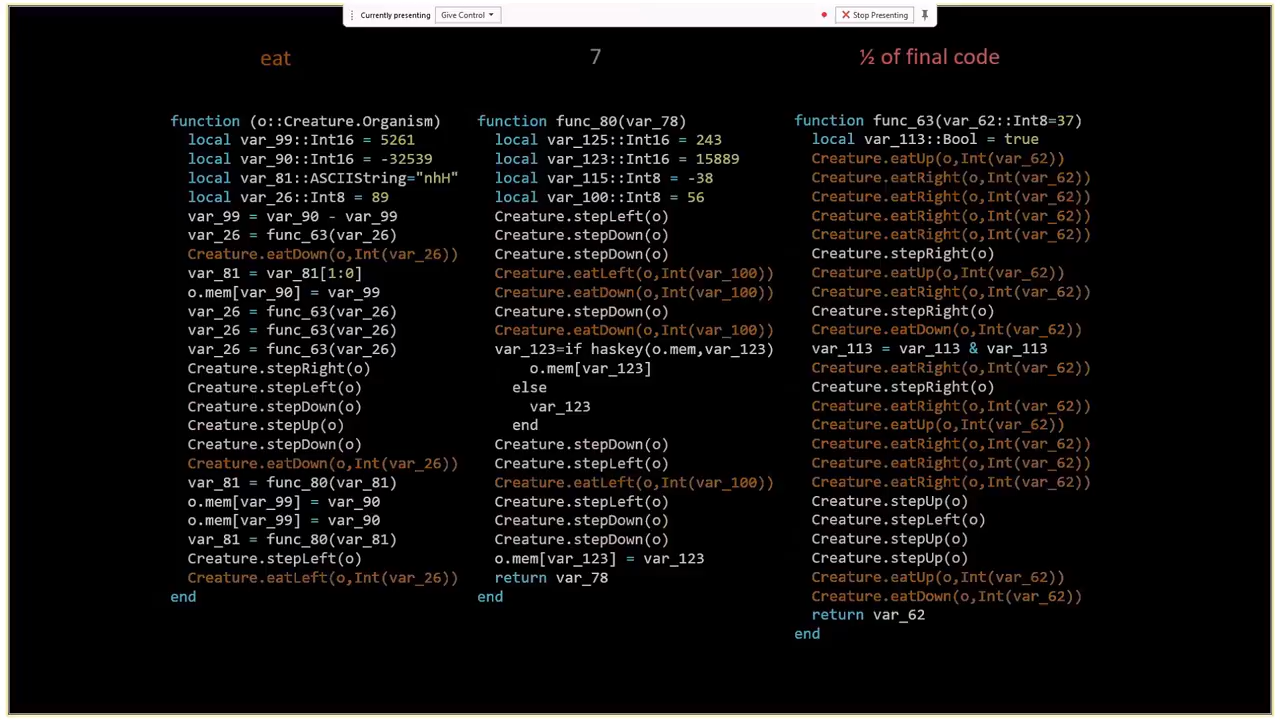 Currently presenting Give Control Stop Presenting
eat 7 ½ of final code
function (o::Creature.Organism)
local var_99::Int16 = 5261
local var_90::Int16 = -32539
local var_81::ASCIIString="nhH"
local var_26::Int8 = 89
var_99 = var_90 - var_99
var_26 = func_63(var_26)
Creature.eatDown(o,Int(var_26))
var_81 = var_81[1:0]
o.mem[var_90] = var_99
var_26 = func_63(var_26)
var_26 = func_63(var_26)
var_26 = func_63(var_26)
Creature.stepRight(o)
Creature.stepLeft(o)
Creature.stepDown(o)
Creature.stepUp(o)
Creature.stepDown(o)
Creature.eatDown(o,Int(var_26))
var_81 = func_80(var_81)
o.mem[var_99] = var_90
o.mem[var_99] = var_90
var_81 = func_80(var_81)
Creature.stepLeft(o)
Creature.eatLeft(o,Int(var_26))
end
function func_80(var_78)
local var_125::Int16 = 243
local var_123::Int16 = 15889
local var_115::Int8 = -38
local var_100::Int8 = 56
Creature.stepLeft(o)
Creature.stepDown(o)
Creature.stepDown(o)
Creature.eatLeft(o,Int(var_100))
Creature.eatDown(o,Int(var_100))
Creature.stepDown(o)
Creature.eatDown(o,Int(var_100))
var_123=if haskey(o.mem,var_123)
o.mem[var_123]
else
var_123
end
Creature.stepDown(o)
Creature.stepLeft(o)
Creature.eatLeft(o,Int(var_100))
Creature.stepLeft(o)
Creature.stepDown(o)
Creature.stepDown(o)
o.mem[var_123] = var_123
return var_78
end
function func_63(var_62::Int8=37)
local var_113::Bool = true
Creature.eatUp(o,Int(var_62))
Creature.eatRight(o,Int(var_62))
Creature.eatRight(o,Int(var_62))
Creature.eatRight(o,Int(var_62))
Creature.eatRight(o,Int(var_62))
Creature.stepRight(o)
Creature.eatUp(o,Int(var_62))
Creature.eatRight(o,Int(var_62))
Creature.stepRight(o)
Creature.eatDown(o,Int(var_62))
var_113 = var_113 & var_113
Creature.eatRight(o,Int(var_62))
Creature.stepRight(o)
Creature.eatRight(o,Int(var_62))
Creature.eatUp(o,Int(var_62))
Creature.eatRight(o,Int(var_62))
Creature.eatRight(o,Int(var_62))
Creature.eatRight(o,Int(var_62))
Creature.stepUp(o)
Creature.stepLeft(o)
Creature.stepUp(o)
Creature.stepUp(o)
Creature.eatUp(o,Int(var_62))
Creature.eatDown(o,Int(var_62))
return var_62
end